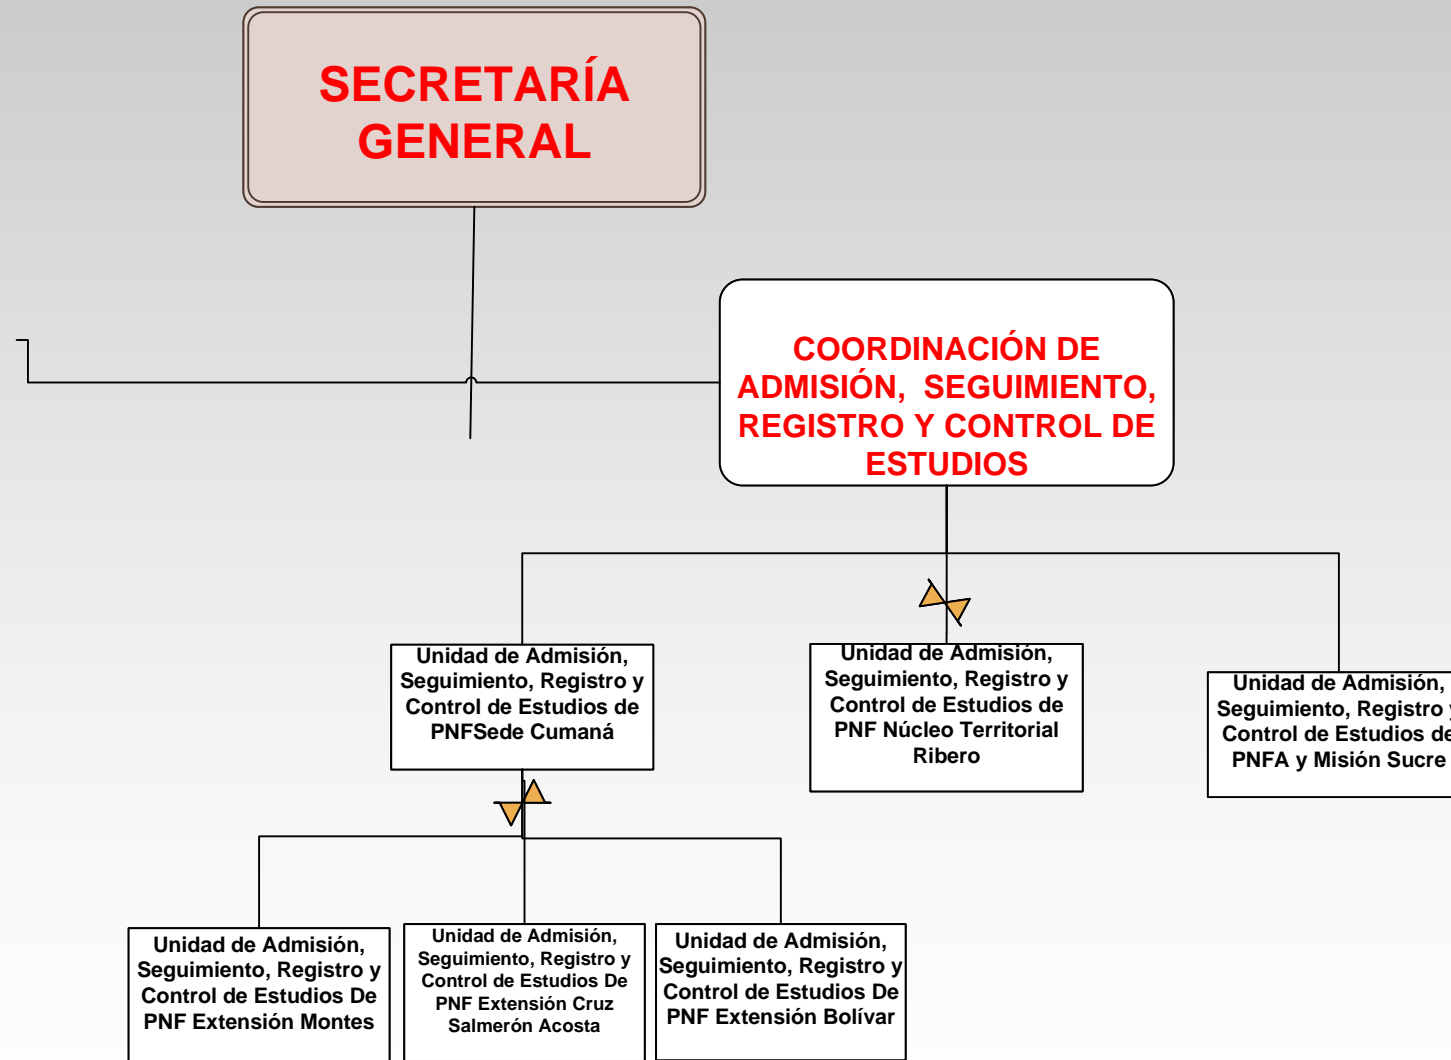 SECRETARÍA
GENERAL
COORDINACIÓN DE
ADMISIÓN, SEGUIMIENTO,
REGISTRO Y CONTROL DE
ESTUDIOS
Unidad de Admisión,
Seguimiento, Registro y
Control de Estudios de
PNFSede Cumaná
Unidad de Admisión,
Seguimiento, Registro y
Control de Estudios de
PNF Núcleo Territorial
Ribero
Unidad de Admisión,
Seguimiento, Registro y
Control de Estudios de
PNFA y Misión Sucre
Unidad de Admisión,
Seguimiento, Registro y
Control de Estudios De
PNF Extensión Montes
Unidad de Admisión,
Seguimiento, Registro y
Control de Estudios De
PNF Extensión Cruz
Salmerón Acosta
Unidad de Admisión,
Seguimiento, Registro y
Control de Estudios De
PNF Extensión Bolívar